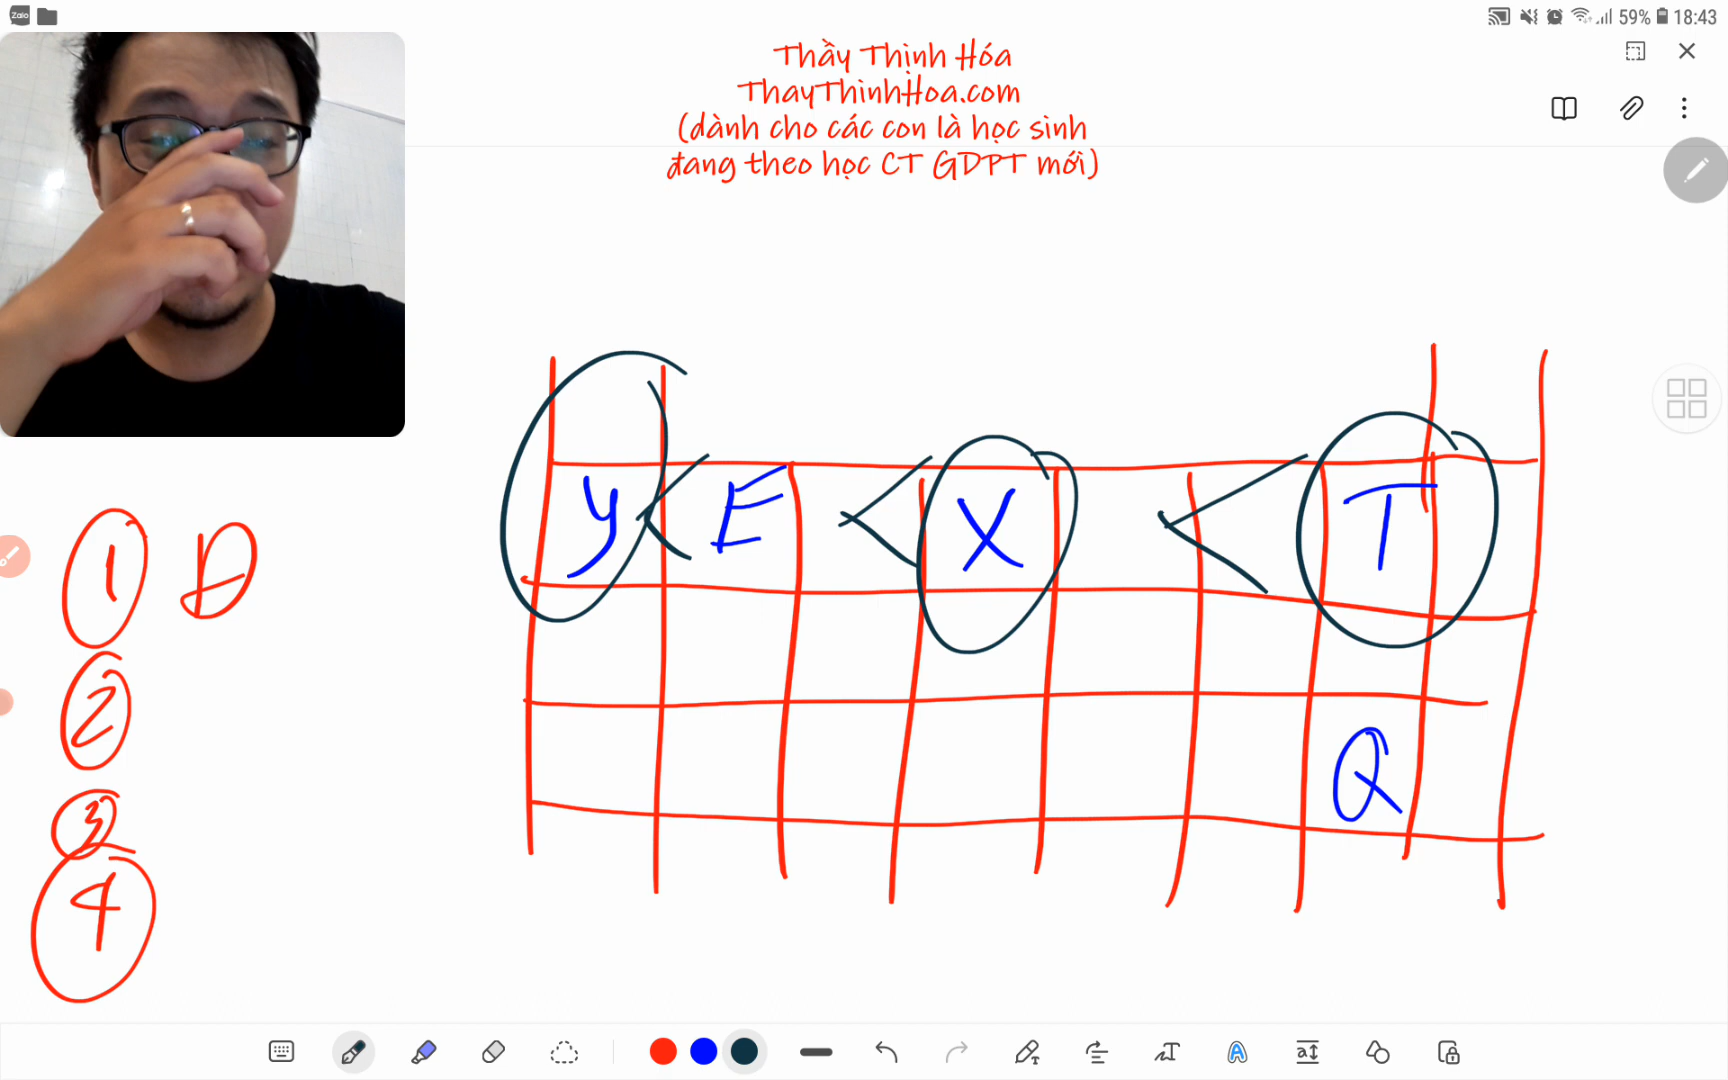 Zalo
59% 18:43
Thầy Thịnh Hóa
ThayThinhHoa.com
(dành cho các con là học sinh
đang theo học CT GDPT mới)
Y < E < X < T
Q
1 Đ
2
3
4